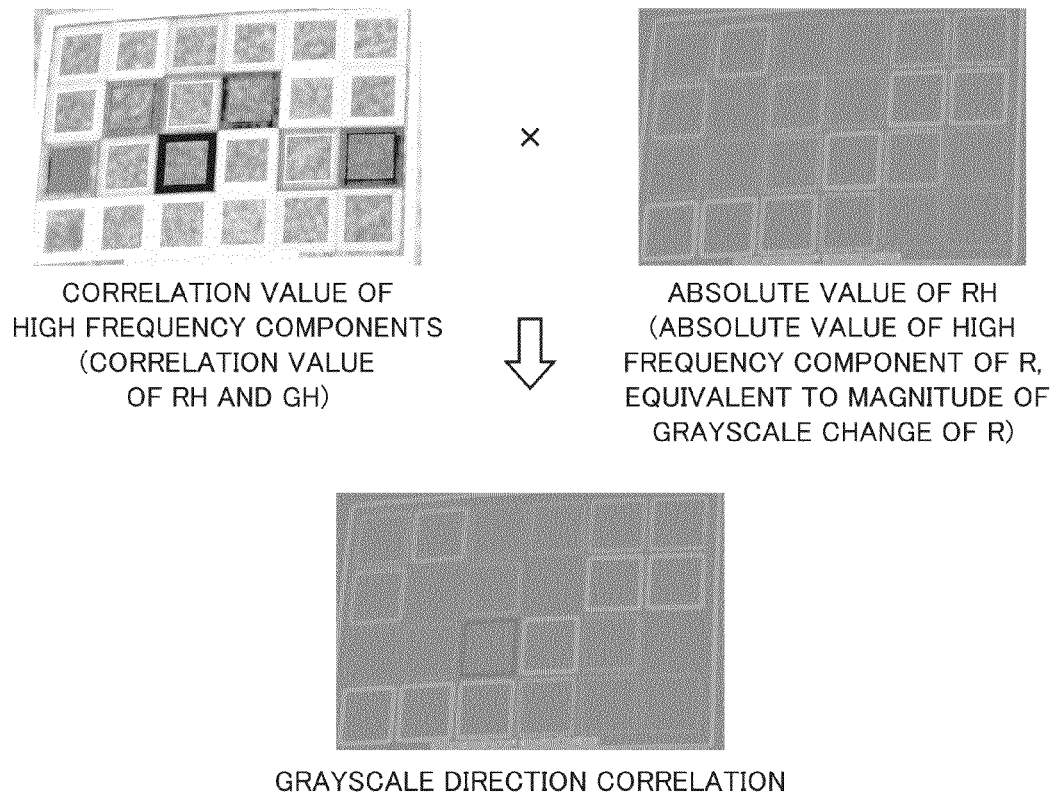 ×
CORRELATION VALUE OF
HIGH FREQUENCY COMPONENTS
(CORRELATION VALUE
OF RH AND GH)
ABSOLUTE VALUE OF RH
(ABSOLUTE VALUE OF HIGH
FREQUENCY COMPONENT OF R,
EQUIVALENT TO MAGNITUDE OF
GRAYSCALE CHANGE OF R)
GRAYSCALE DIRECTION CORRELATION